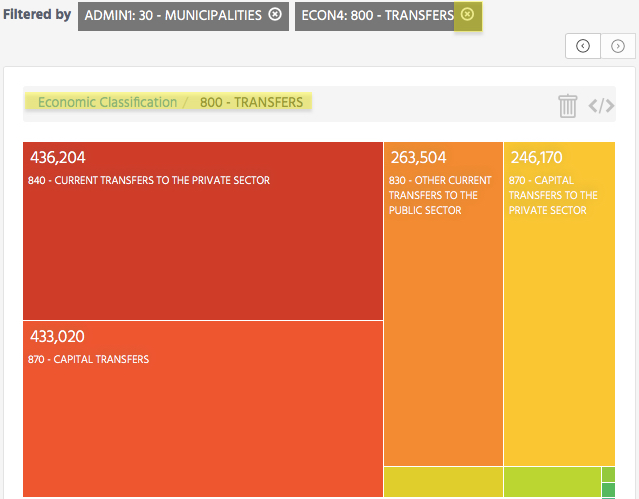 Filtered by ADMIN1: 30 - MUNICIPALITIES ECON4: 800 - TRANSFERS
Economic Classification / 800 - TRANSFERS </>
436,204
840 - CURRENT TRANSFERS TO THE PRIVATE SECTOR
433,020
870 - CAPITAL TRANSFERS
263,504
830 - OTHER CURRENT
TRANSFERS TO THE
PUBLIC SECTOR
246,170
870 - CAPITAL
TRANSFERS TO THE
PRIVATE SECTOR